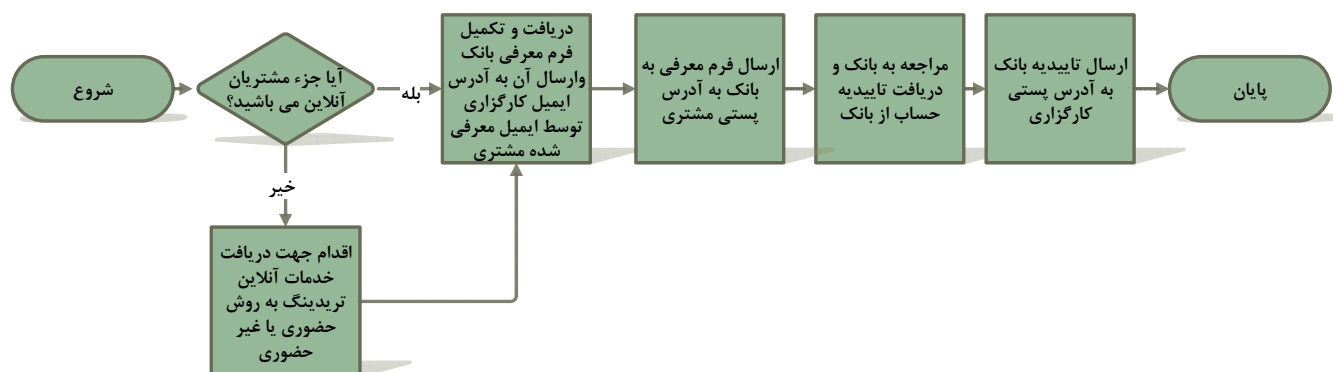 شروع
آیا جزء مشتریان
آنلاین می باشید؟
بله
خیر
اقدام جهت دریافت
خدمات آنلاین
تریدینگ به روش
حضوری یا غیر
حضوری
دریافت و تکمیل
فرم معرفی بانک
وارسال آن به آدرس
ایمیل کارگزاری
توسط ایمیل معرفی
شده مشتری
ارسال فرم معرفی به
بانک به آدرس
پستی مشتری
مراجعه به بانک و
دریافت تاییدیه
حساب از بانک
ارسال تاییدیه بانک
به آدرس پستی
کارگزاری
پایان